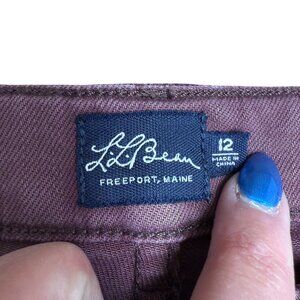 L.L.Bean
FREEPORT, MAINE
12
MADE IN
CHINA